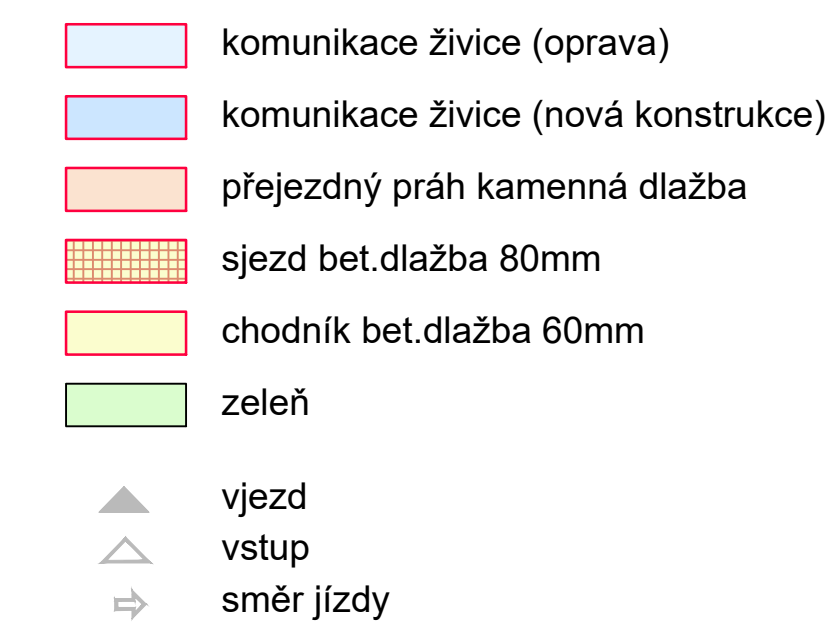 komunikace živice (oprava)
komunikace živice (nová konstrukce)
přejezdný práh kamenná dlažba
sjezd bet.dlažba 80mm
chodník bet.dlažba 60mm
zeleň
vjezd
vstup
směr jízdy